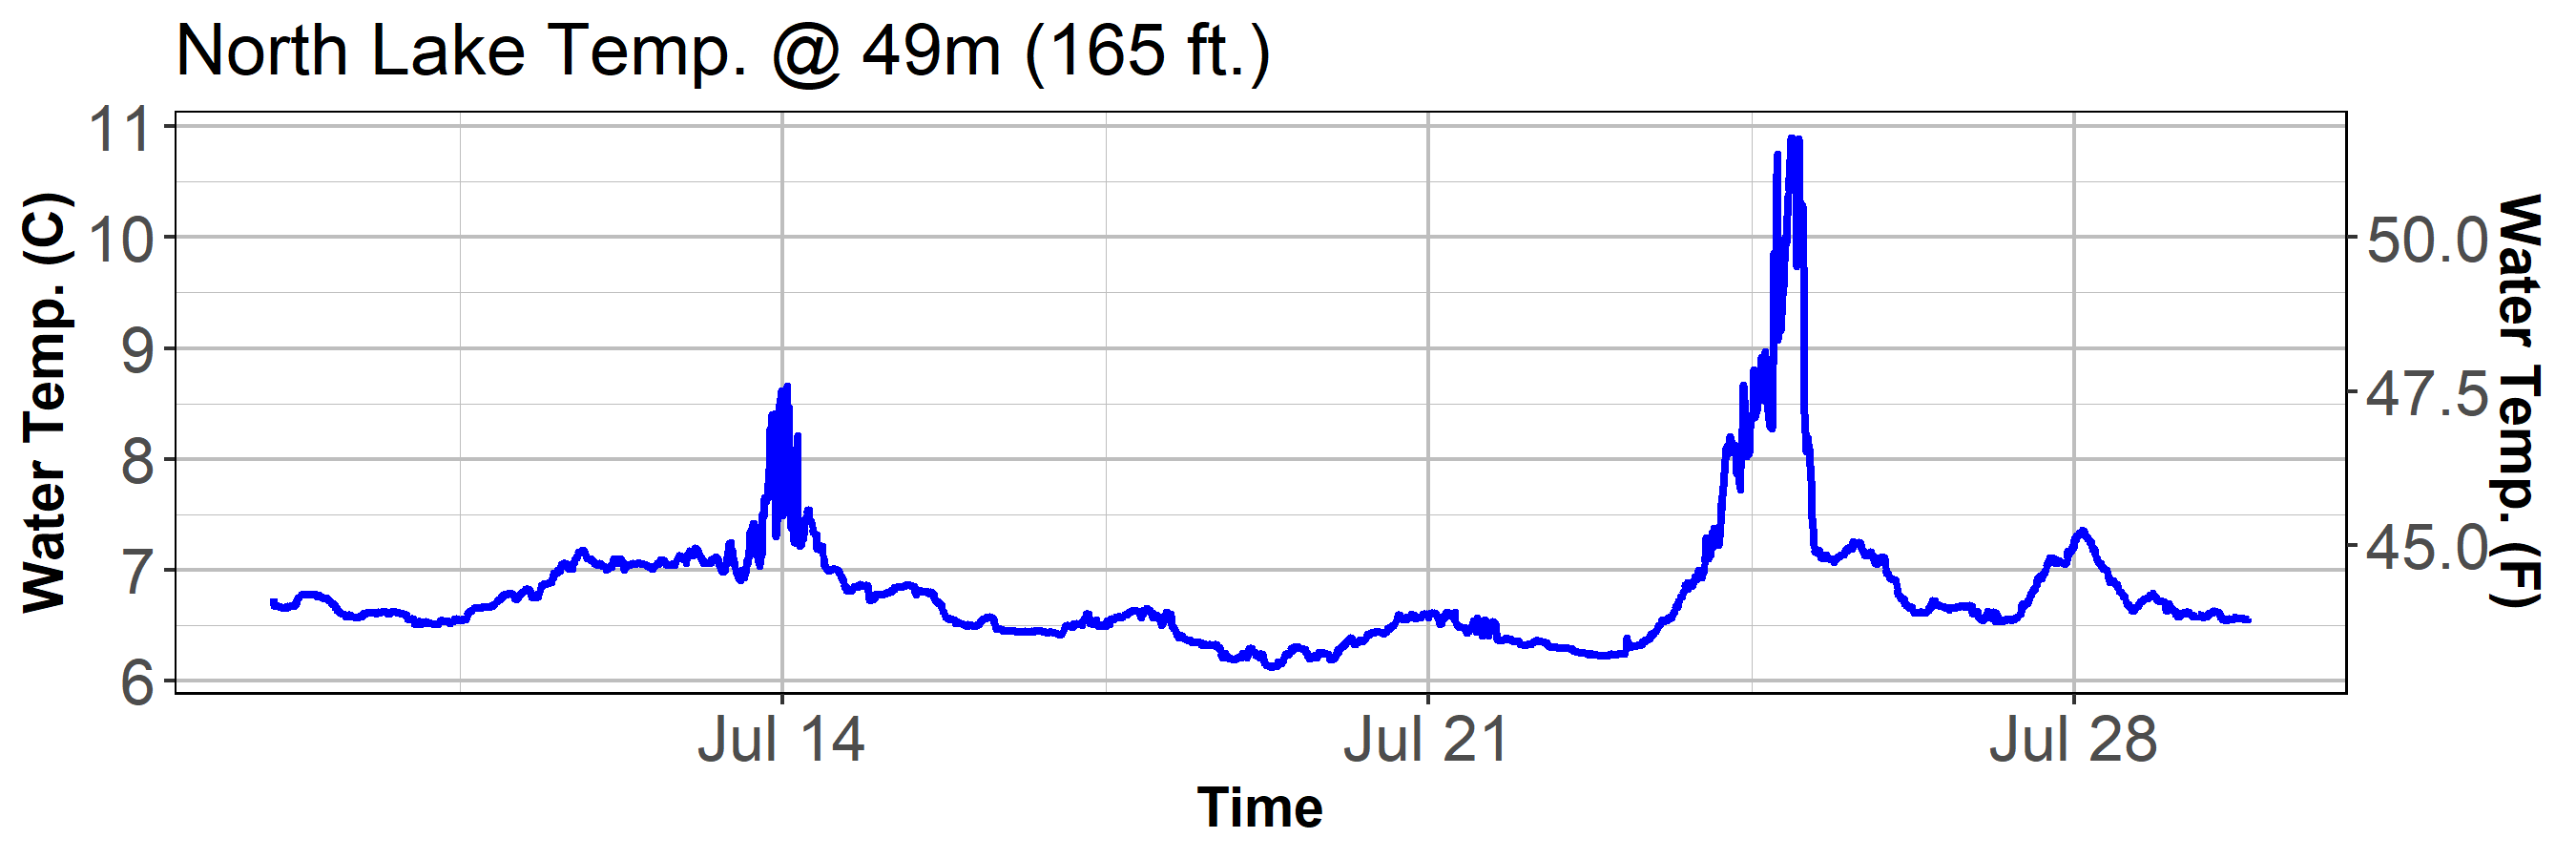 North Lake Temp. @ 49m (165 ft.)
Water Temp. (C)
11
10
9
8
7
6
50.0
47.5
45.0
Water Temp. (F)
Jul 14
Jul 21
Jul 28
Time